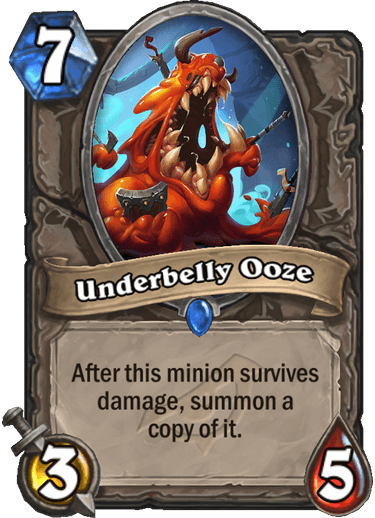 7
Underbelly Ooze
After this minion survives
damage, summon a
copy of it.
3
5